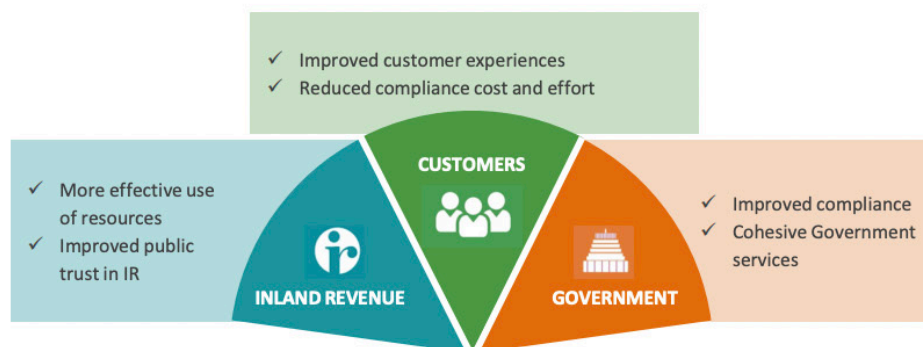 ✓ Improved customer experiences
✓ Reduced compliance cost and effort
CUSTOMERS
✓ More effective use
of resources
✓ Improved public
trust in IR
ir
INLAND REVENUE
✓ Improved compliance
✓ Cohesive Government
services
GOVERNMENT